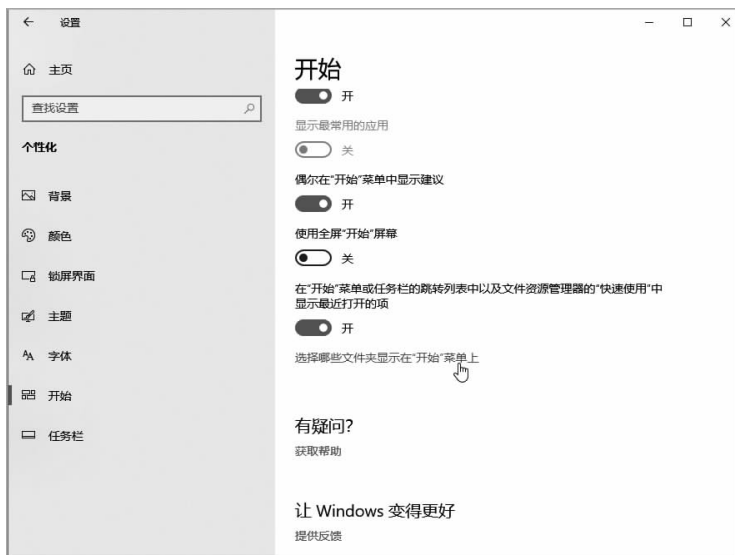 设置
主页
查找设置
个性化
背景
颜色
锁屏界面
主题
字体
开始
任务栏
开始
开
显示最常用的应用
关
偶尔在“开始”菜单中显示建议
开
使用全屏“开始”屏幕
关
在“开始”菜单或任务栏的跳转列表中以及文件资源管理器的“快速使用”中
显示最近打开的项
开
选择哪些文件夹显示在“开始”菜单上
有疑问?
获取帮助
让 Windows 变得更好
提供反馈